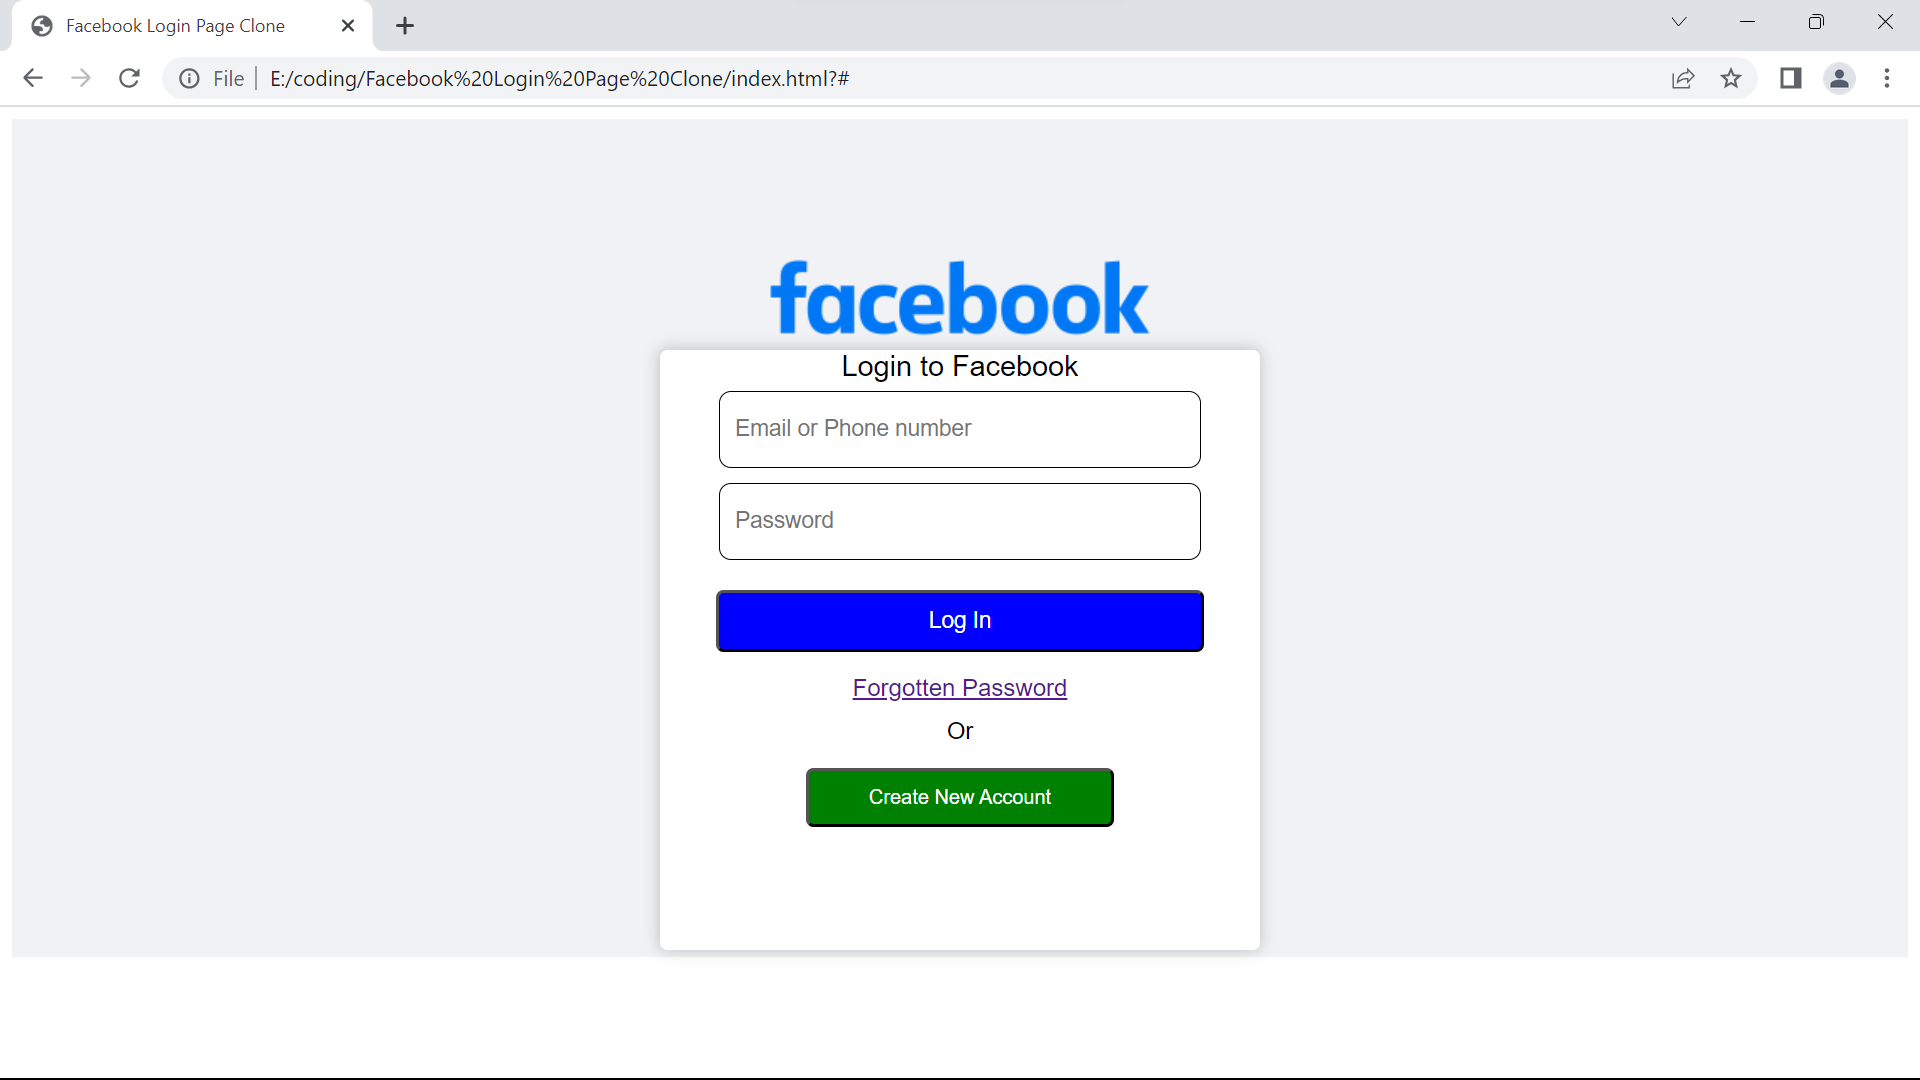 Facebook Login Page Clone
File E:/coding/Facebook%20Login%20Page%20Clone/index.html?#
facebook
Login to Facebook
Email or Phone number
Password
Log In
Forgotten Password
Or
Create New Account